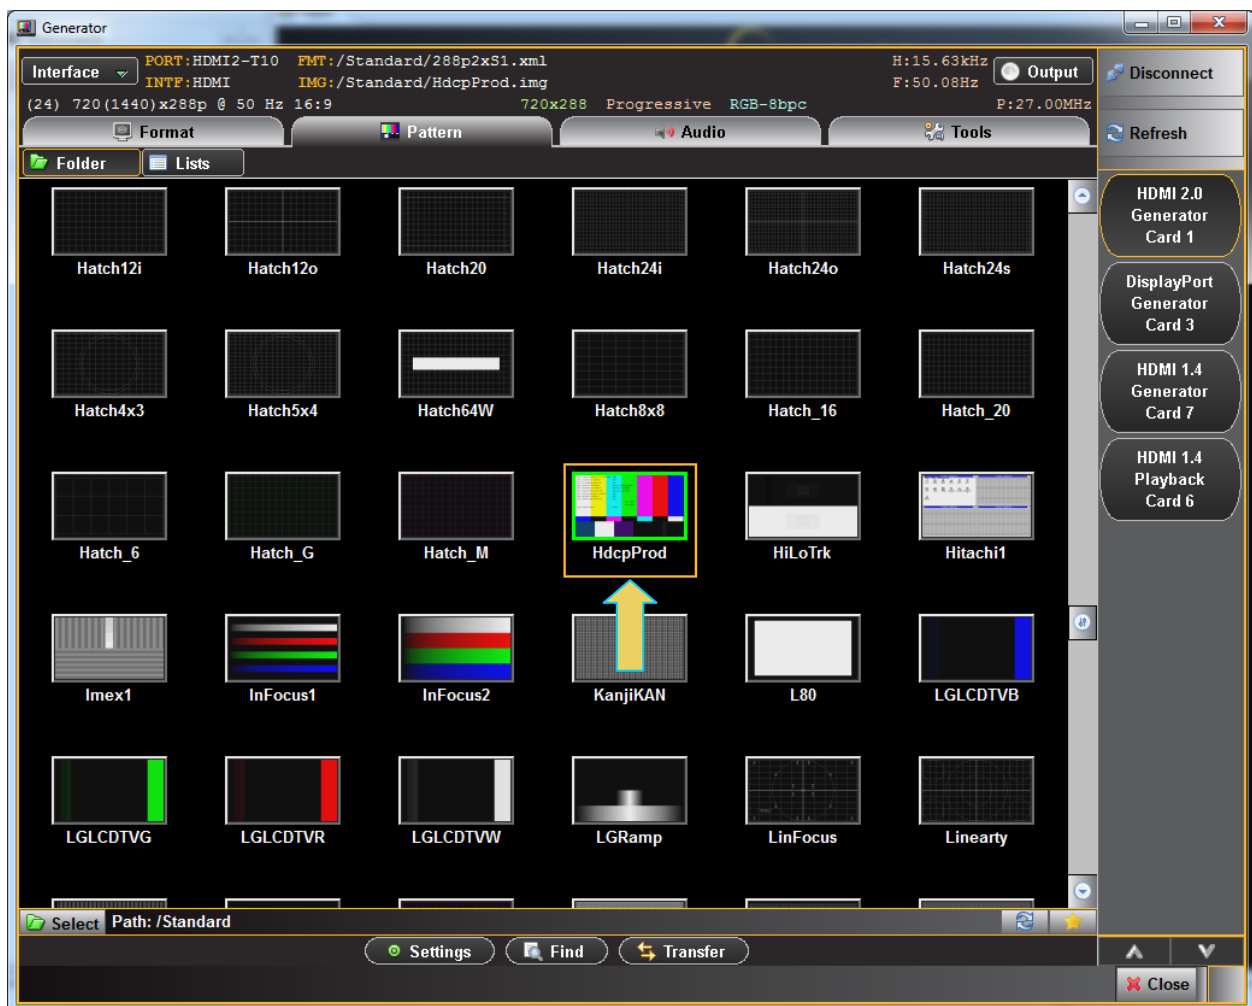 Generator
Interface
PORT:HDMI2-T10 FMT:/Standard/288p2xS1.xml
INTF:HDMI IMG:/Standard/HdcpProd.img
H:15.63kHz
F:50.08Hz
Output
(24) 720(1440)x288p @ 50 Hz 16:9 720x288 Progressive RGB-8bpc P:27.00MHz
Format Pattern Audio Tools
Folder Lists
Hatch12i Hatch12o Hatch20 Hatch24i Hatch24o Hatch24s
Hatch4x3 Hatch5x4 Hatch64W Hatch8x8 Hatch_16 Hatch_20
Hatch_6 Hatch_G Hatch_M HdcpProd HiLoTrk Hitachi1
Imex1 InFocus1 InFocus2 KanjiKAN L80 LGLCDTVB
LGLCDTVG LGLCDTVR LGLCDTVW LGRamp LinFocus Linearty
Select Path: /Standard
Settings Find Transfer
Disconnect
Refresh
HDMI 2.0
Generator
Card 1
DisplayPort
Generator
Card 3
HDMI 1.4
Generator
Card 7
HDMI 1.4
Playback
Card 6
Close